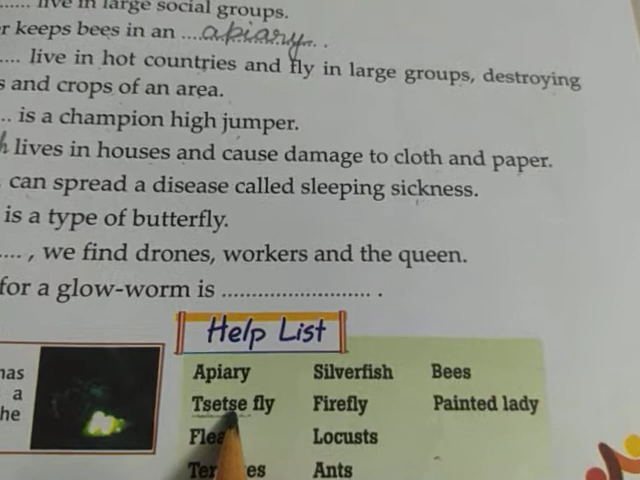 ...... live in large social groups.
r keeps bees in an ....apiary... .
.... live in hot countries and fly in large groups, destroying
s and crops of an area.
.. is a champion high jumper.
h lives in houses and cause damage to cloth and paper.
can spread a disease called sleeping sickness.
is a type of butterfly.
.... , we find drones, workers and the queen.
for a glow-worm is ........................ .
Help List
Apiary Silverfish Bees
Tsetse fly Firefly Painted lady
Locusts
Ants
has
a
he